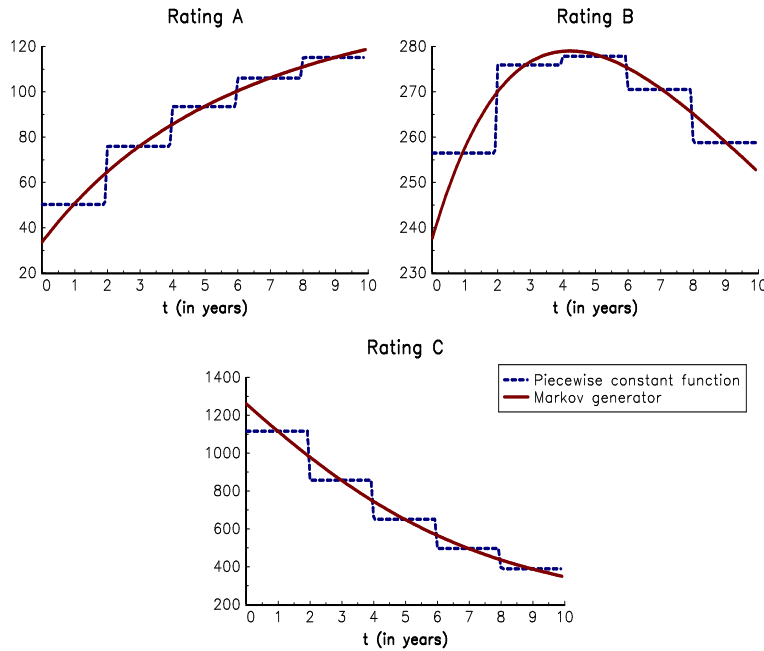 Rating A
120
100
80
60
40
20
0 1 2 3 4 5 6 7 8 9 10
t (in years)
Rating B
280
270
260
250
240
230
0 1 2 3 4 5 6 7 8 9 10
t (in years)
Rating C
1400
1200
1000
800
600
400
200
0 1 2 3 4 5 6 7 8 9 10
t (in years)
Piecewise constant function
Markov generator